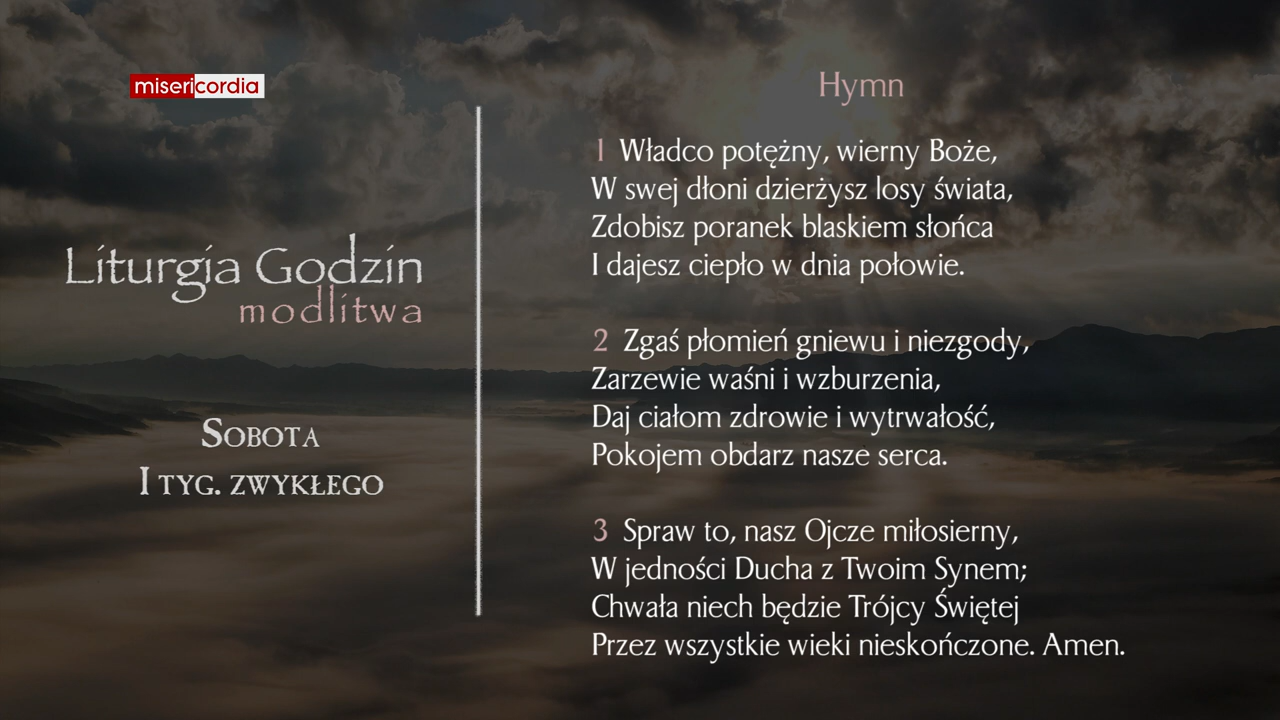 misericordia
Liturgia Godzin
modlitwa
Sobota
I tyg. zwykłego
Hymn
1 Władco potężny, wierny Boże,
W swej dłoni dzierżysz losy świata,
Zdobisz poranek blaskiem słońca
I dajesz ciepło w dnia połowie.
2 Zgaś płomień gniewu i niezgody,
Zarzewie waśni i wzburzenia,
Daj ciałom zdrowie i wytrwałość,
Pokojem obdarz nasze serca.
3 Spraw to, nasz Ojcze miłosierny,
W jedności Ducha z Twoim Synem;
Chwała niech będzie Trójcy Świętej
Przez wszystkie wieki nieskończone. Amen.